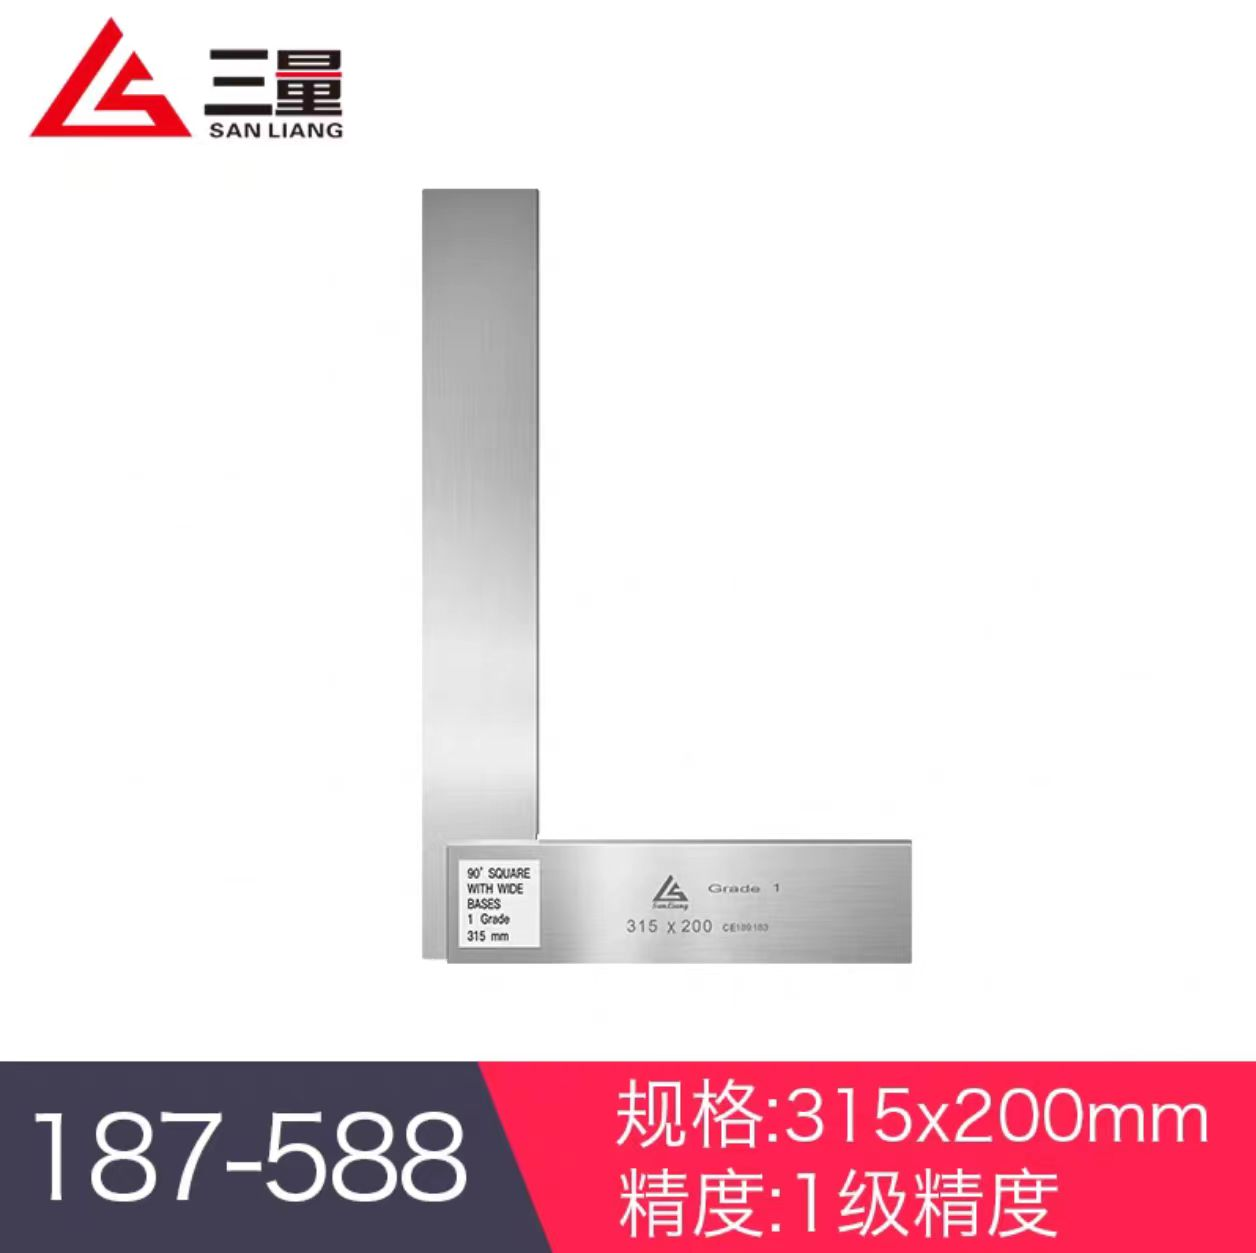 三量
SAN LIANG
90° SQUARE
WITH WIDE
BASES
1 Grade
315 mm
SanLiang
Grade 1
315 X 200
187-588
规格:315x200mm
精度:1级精度